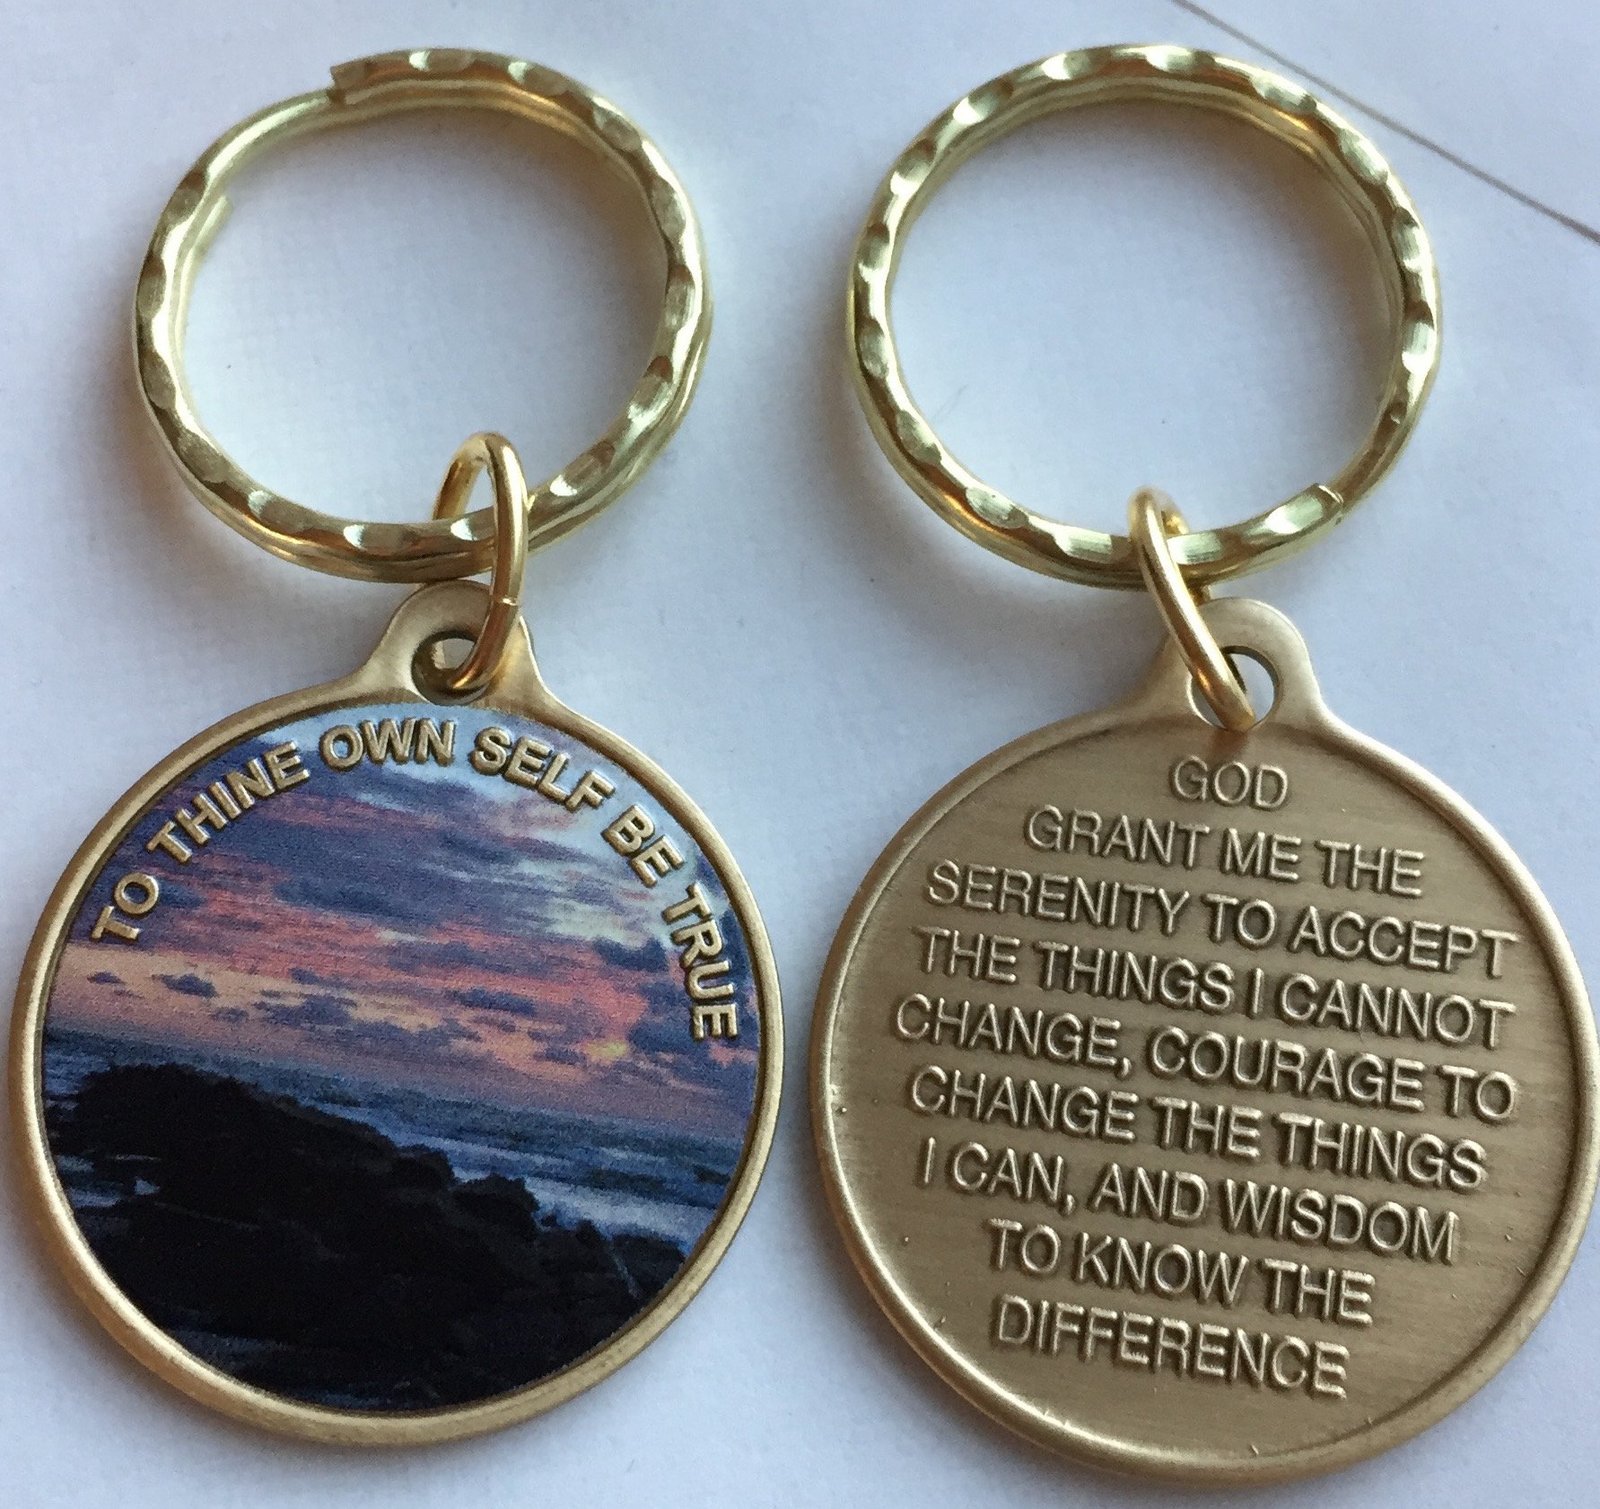 TO THINE OWN SELF BE TRUE
GOD
GRANT ME THE
SERENITY TO ACCEPT
THE THINGS I CANNOT
CHANGE, COURAGE TO
CHANGE THE THINGS
I CAN, AND WISDOM
TO KNOW THE
DIFFERENCE